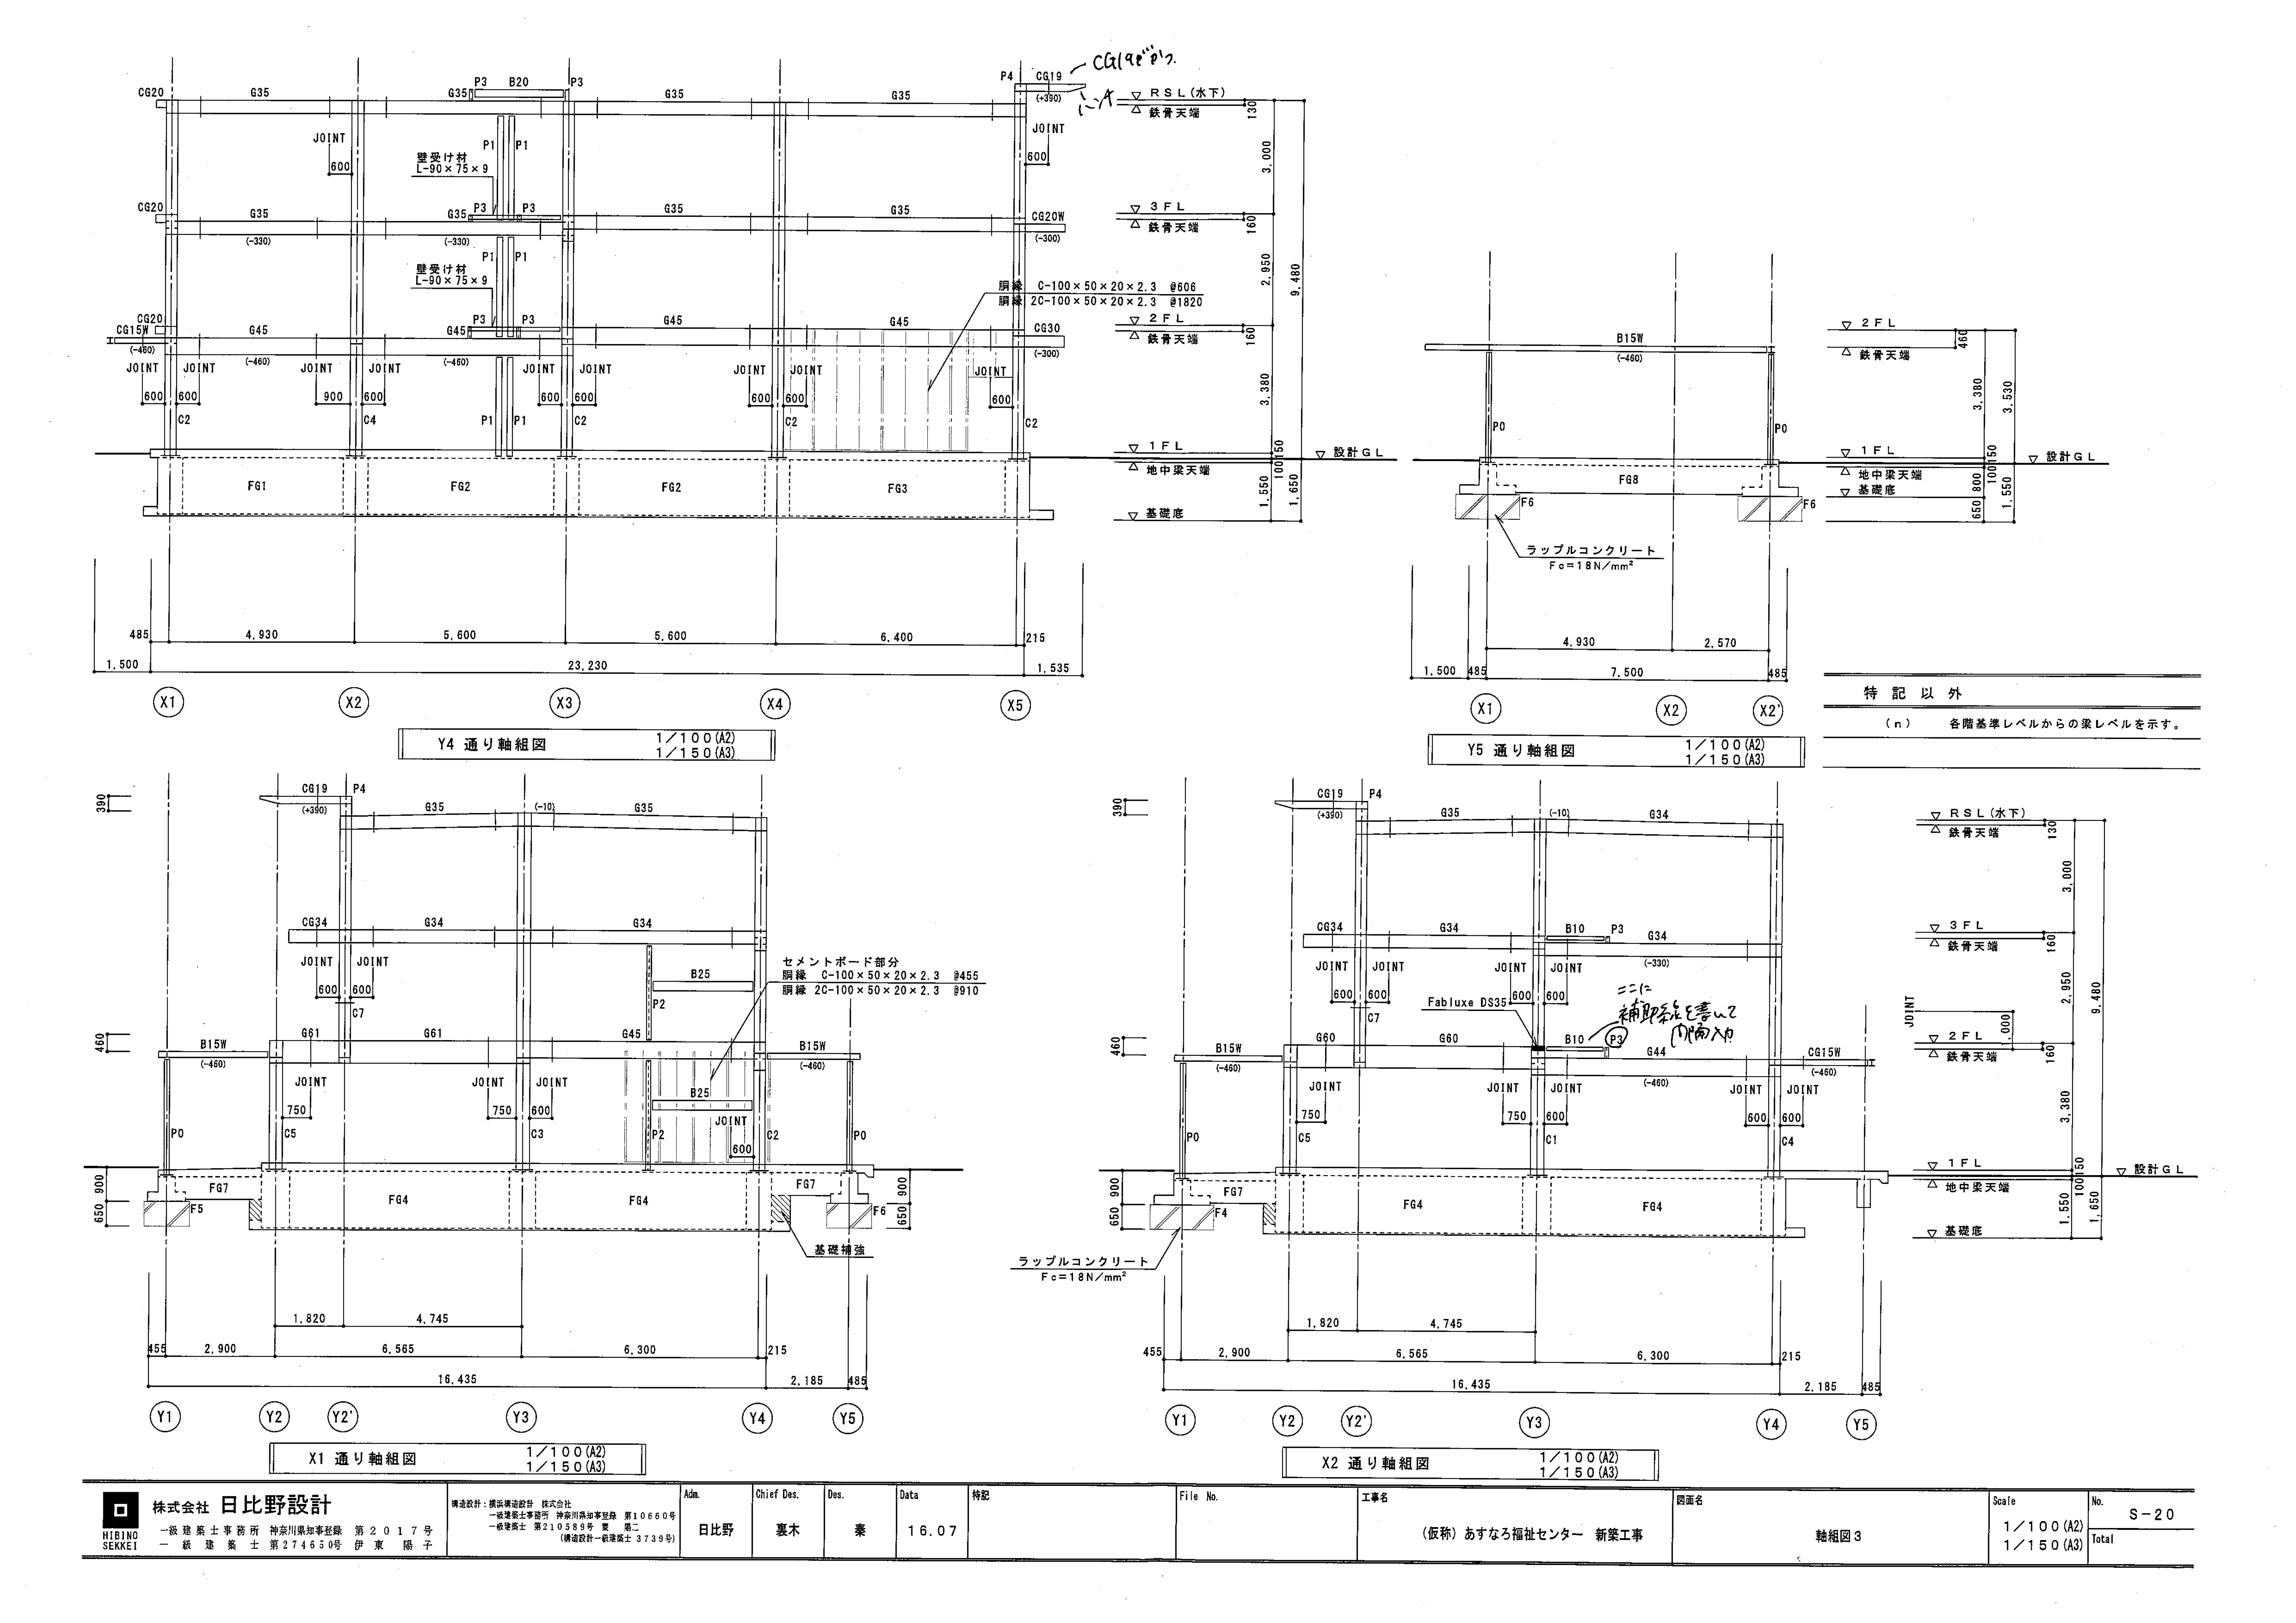 CG20
G35
G35
P3
B20
P3
G35
G35
P4
CG19
(+390)
RSL(水下)
鉄骨天端
130
JOINT
600
壁受け材
L-90×75×9
P1
P1
JOINT
600
3,000
CG20
G35
(-330)
G35
(-330)
P3
P3
G35
G35
CG20W
(-300)
3FL
鉄骨天端
160
壁受け材
L-90×75×9
P1
P1
胴縁 C-100×50×20×2.3 @606
胴縁 2C-100×50×20×2.3 @1820
2,950
9,480
CG20
CG15W
(-460)
G45
(-460)
G45
(-460)
P3
P3
G45
G45
CG30
(-300)
2FL
鉄骨天端
160
JOINT
JOINT
JOINT
JOINT
JOINT
JOINT
JOINT
JOINT
JOINT
600
600
900
600
600
600
600
600
600
C2
C4
P1
P1
C2
C2
C2
3,380
1FL
地中梁天端
設計GL
100
150
FG1
FG2
FG2
FG3
基礎底
1,550
1,650
485
4,930
5,600
5,600
6,400
215
1,500
23,230
1,535
X1
X2
X3
X4
X5
Y4 通り軸組図
1/100(A2)
1/150(A3)
B15W
(-460)
2FL
鉄骨天端
460
P0
P0
3,380
3,530
1FL
地中梁天端
基礎底
設計GL
100
150
650
800
1,550
FG8
F6
F6
ラップルコンクリート
Fc=18N/mm²
4,930
2,570
1,500
485
7,500
485
X1
X2
X2'
Y5 通り軸組図
1/100(A2)
1/150(A3)
特記以外
(n) 各階基準レベルからの梁レベルを示す。
390
CG19
(+390)
P4
G35
(-10)
G35
CG34
G34
G34
JOINT
JOINT
600
600
C7
B25
P2
セメントボード部分
胴縁 C-100×50×20×2.3 @455
胴縁 2C-100×50×20×2.3 @910
460
B15W
(-460)
G61
G61
G45
B15W
(-460)
JOINT
JOINT
JOINT
750
750
600
B25
JOINT
600
P0
C5
C3
P2
C2
P0
900
650
FG7
F5
FG4
FG4
FG7
F6
900
650
基礎補強
1,820
4,745
455
2,900
6,565
6,300
215
16,435
2,185
485
Y1
Y2
Y2'
Y3
Y4
Y5
X1 通り軸組図
1/100(A2)
1/150(A3)
390
CG19
(+390)
P4
G35
(-10)
G34
RSL(水下)
鉄骨天端
130
3,000
CG34
G34
B10
P3
G34
(-330)
3FL
鉄骨天端
160
JOINT
JOINT
JOINT
JOINT
600
600
600
600
C7
Fabluxe DS35
ここに
補助線を書いて
JOINT
000
2,950
9,480
460
B15W
(-460)
G60
G60
B10
P3
G44
(-460)
CG15W
(-460)
2FL
鉄骨天端
160
JOINT
JOINT
JOINT
JOINT
JOINT
750
750
600
600
600
P0
C5
C1
C4
3,380
1FL
地中梁天端
設計GL
100
150
900
650
FG7
F4
FG4
FG4
基礎底
1,550
1,650
ラップルコンクリート
Fc=18N/mm²
1,820
4,745
455
2,900
6,565
6,300
215
16,435
2,185
485
Y1
Y2
Y2'
Y3
Y4
Y5
X2 通り軸組図
1/100(A2)
1/150(A3)
HIBINO
SEKKEI
株式会社 日比野設計
一級建築士事務所 神奈川県知事登録 第2017号
一級建築士 第274650号 伊東 陽子
構造設計:横浜構造設計 株式会社
一級建築士事務所 神奈川県知事登録 第10660号
一級建築士 第210589号 秦 陽二
(構造設計一級建築士 3739号)
Adm.
日比野
Chief Des.
裏木
Des.
秦
Data
16.07
特記
File No.
工事名
(仮称)あすなろ福祉センター 新築工事
図面名
軸組図3
Scale
1/100(A2)
1/150(A3)
No.
S-20
Total